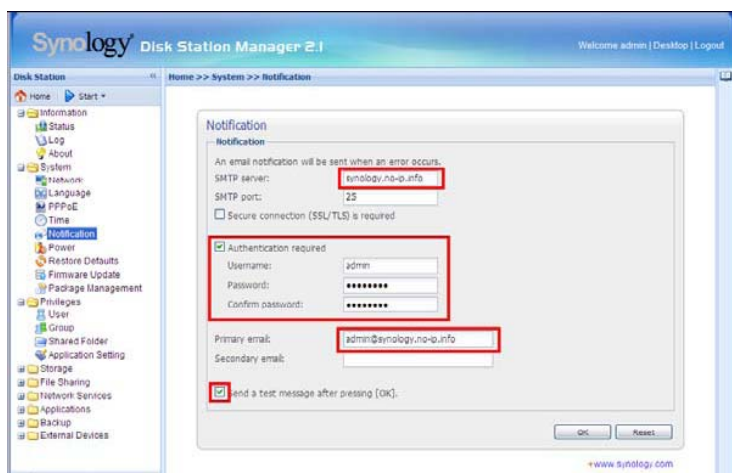 Synology Disk Station Manager 2.1
Welcome admin | Desktop | Logout
Disk Station «
Home >> System >> Notification
Home Start
Information
Status
Log
About
System
Network
Language
PPPoE
Time
Notification
Power
Restore Defaults
Firmware Update
Package Management
Privileges
User
Group
Shared Folder
Application Setting
Storage
File Sharing
Network Services
Applications
Backup
External Devices
Notification
Notification
An email notification will be sent when an error occurs.
SMTP server: synology.no-ip.info
SMTP port: 25
Secure connection (SSL/TLS) is required
Authentication required
Username: admin
Password: ••••••••
Confirm password: ••••••••
Primary email: admin@synology.no-ip.info
Secondary email:
Send a test message after pressing [OK].
OK Reset
www.synology.com